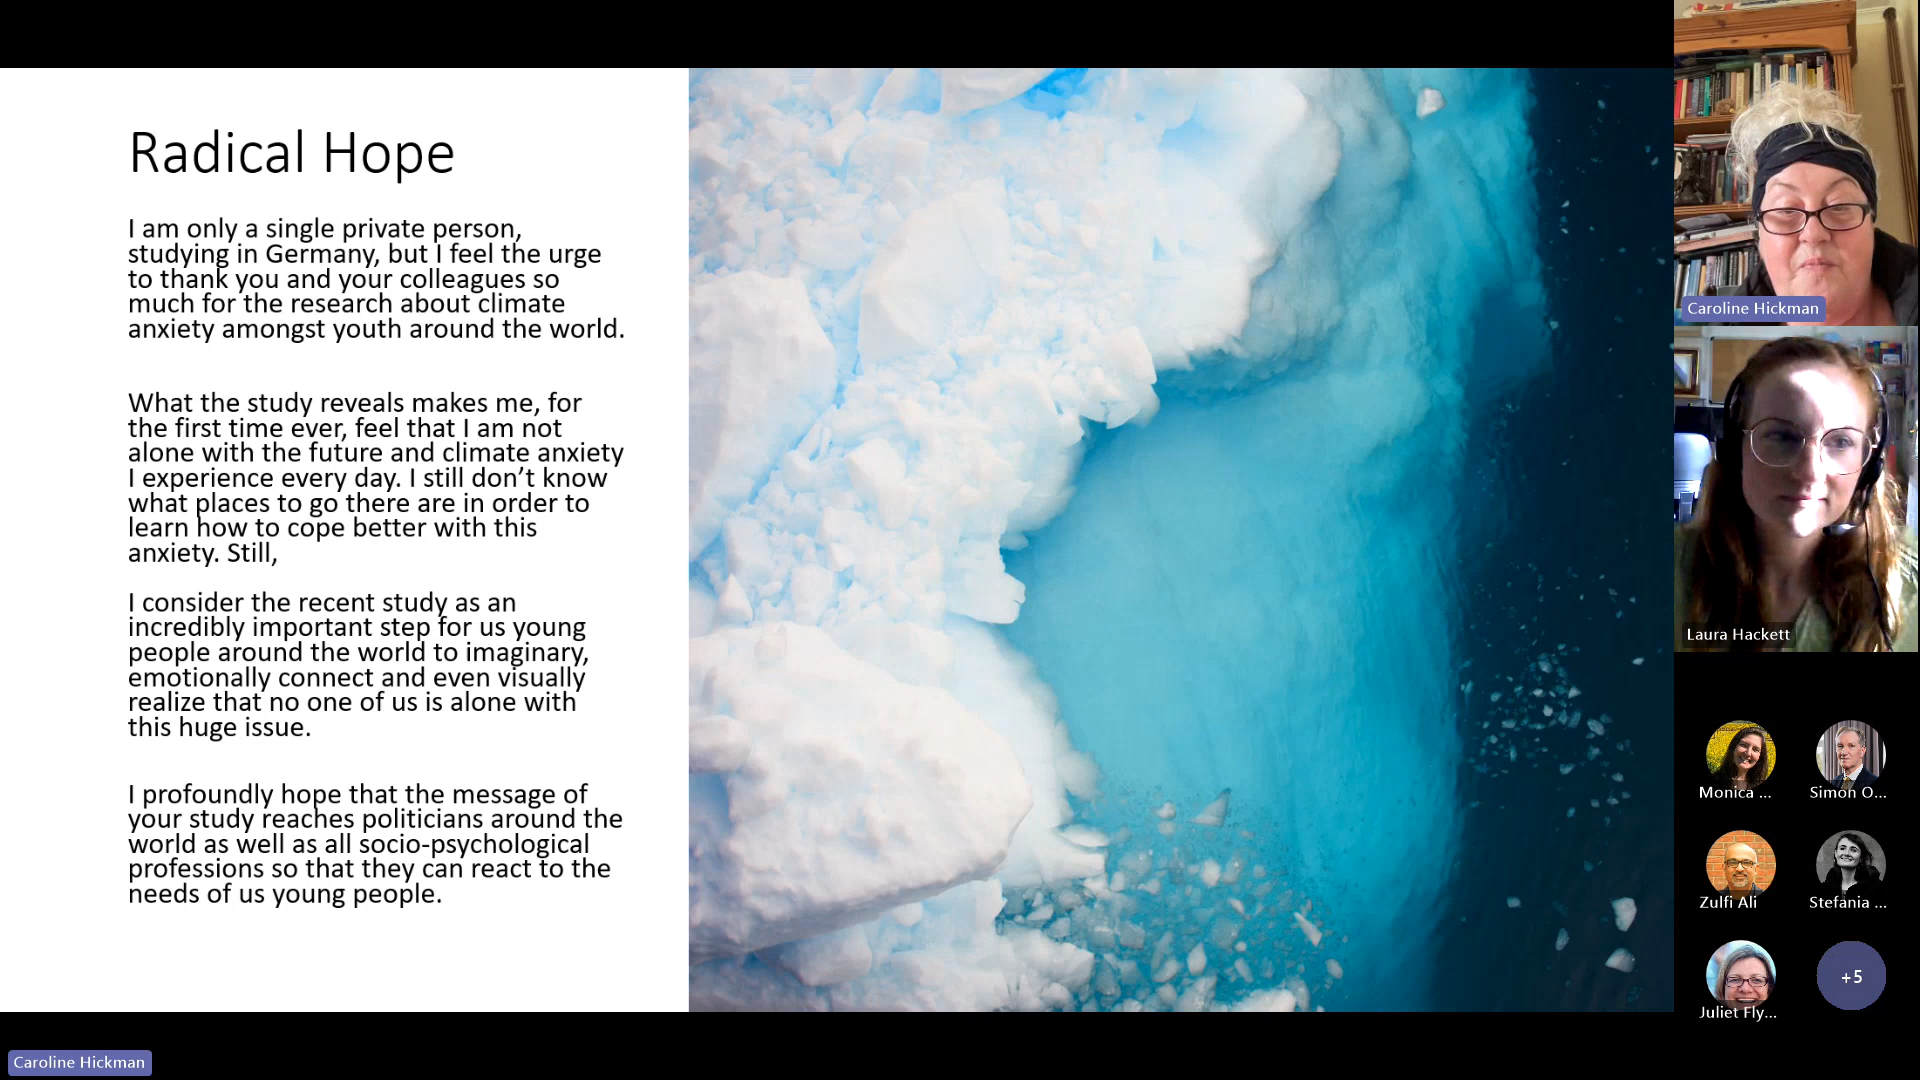 Radical Hope
I am only a single private person,
studying in Germany, but I feel the urge
to thank you and your colleagues so
much for the research about climate
anxiety amongst youth around the world.
What the study reveals makes me, for
the first time ever, feel that I am not
alone with the future and climate anxiety
I experience every day. I still don’t know
what places to go there are in order to
learn how to cope better with this
anxiety. Still,
I consider the recent study as an
incredibly important step for us young
people around the world to imaginary,
emotionally connect and even visually
realize that no one of us is alone with
this huge issue.
I profoundly hope that the message of
your study reaches politicians around the
world as well as all socio-psychological
professions so that they can react to the
needs of us young people.
Caroline Hickman
Laura Hackett
Monica ...
Simon O...
Zulfi Ali
Stefania ...
Juliet Fly...
+5
Caroline Hickman